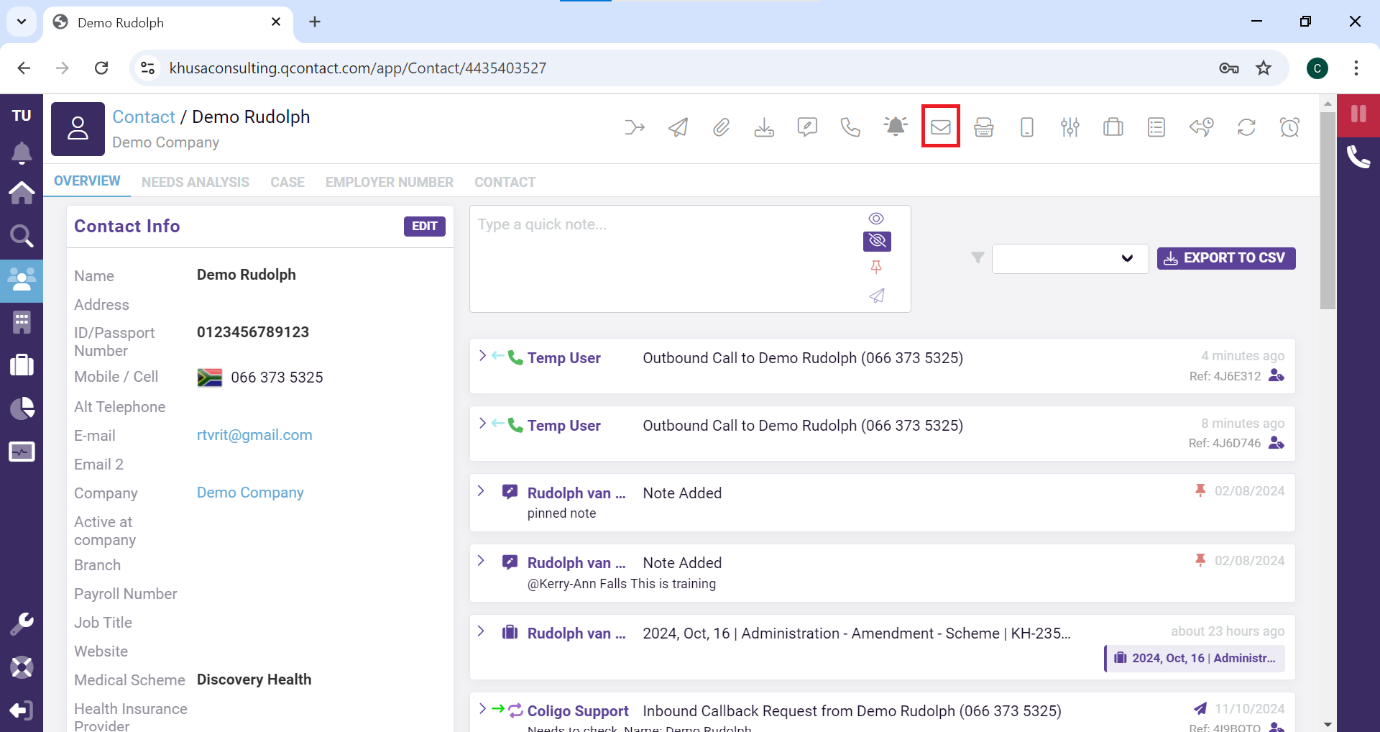 Demo Rudolph
khusaconsulting.qcontact.com/app/Contact/4435403527
C
TU
Contact / Demo Rudolph
Demo Company
OVERVIEW NEEDS ANALYSIS CASE EMPLOYER NUMBER CONTACT
Contact Info EDIT
Name Demo Rudolph
Address
ID/Passport Number 0123456789123
Mobile / Cell 066 373 5325
Alt Telephone
E-mail rtvrit@gmail.com
Email 2
Company Demo Company
Active at company
Branch
Payroll Number
Job Title
Website
Medical Scheme Discovery Health
Health Insurance Provider
Type a quick note...
EXPORT TO CSV
Temp User Outbound Call to Demo Rudolph (066 373 5325) 4 minutes ago
Ref: 4J6E312
Temp User Outbound Call to Demo Rudolph (066 373 5325) 8 minutes ago
Ref: 4J6D746
Rudolph van ... Note Added 02/08/2024
pinned note
Rudolph van ... Note Added 02/08/2024
@Kerry-Ann Falls This is training
Rudolph van ... 2024, Oct, 16 | Administration - Amendment - Scheme | KH-235... about 23 hours ago
2024, Oct, 16 | Administr...
Coligo Support Inbound Callback Request from Demo Rudolph (066 373 5325) 11/10/2024
Needs to check, Name: Demo Rudolph